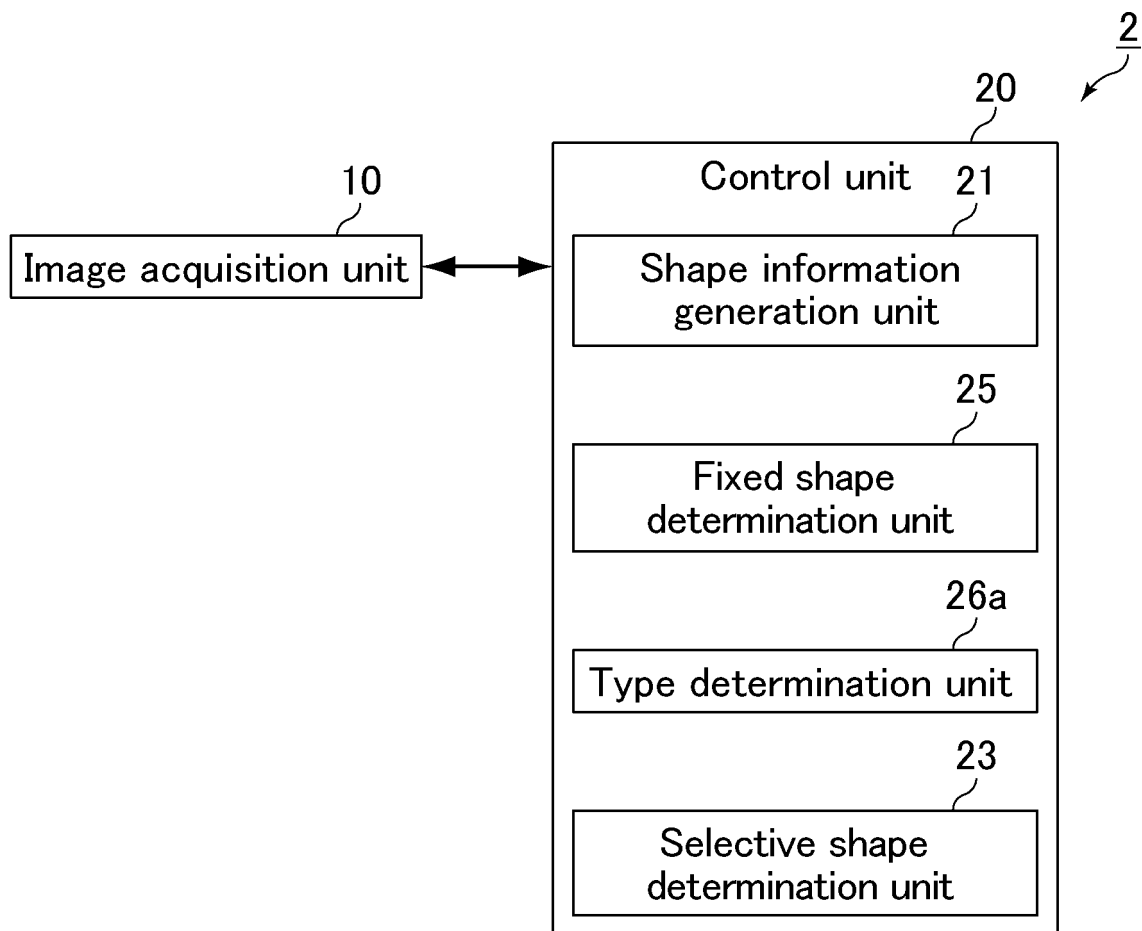 2
20
Control unit
10
Image acquisition unit
21
Shape information
generation unit
25
Fixed shape
determination unit
26a
Type determination unit
23
Selective shape
determination unit